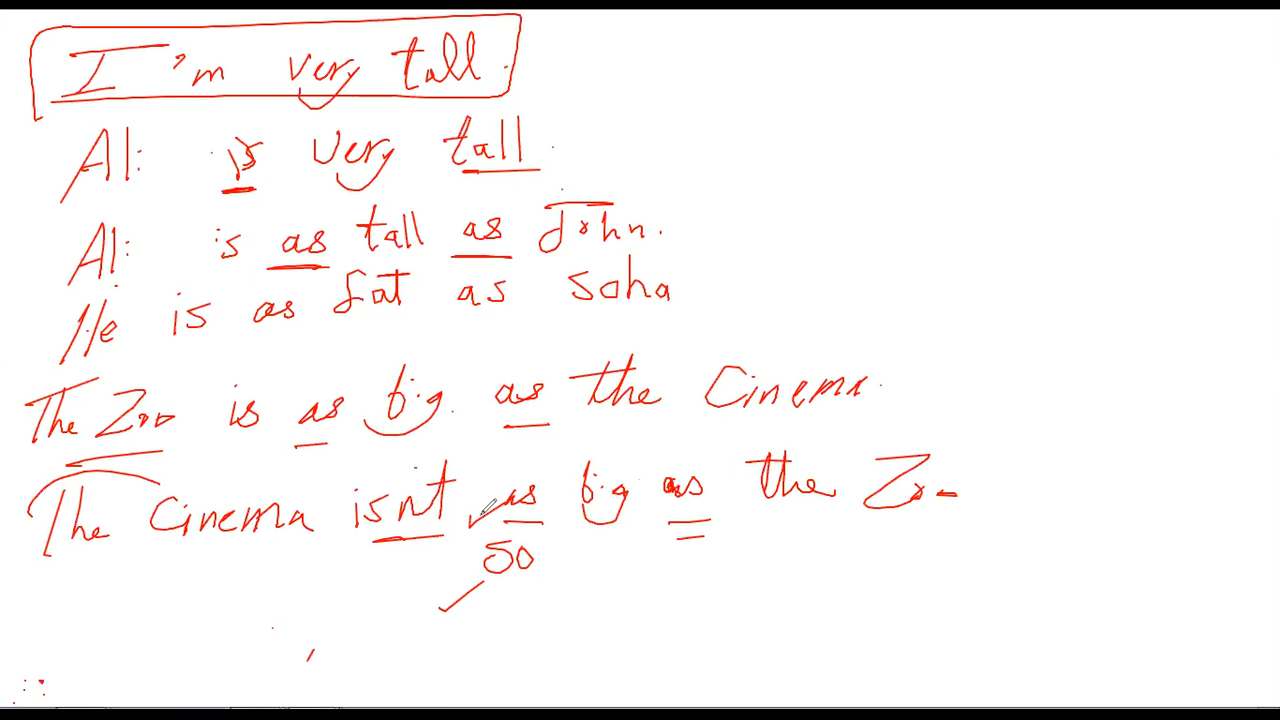 I'm very tall.
Ali is very tall.
Ali is as tall as John.
He is as fat as soha
The Zoo is as big as the Cinema.
The Cinema isnt as big as the Zoo
so